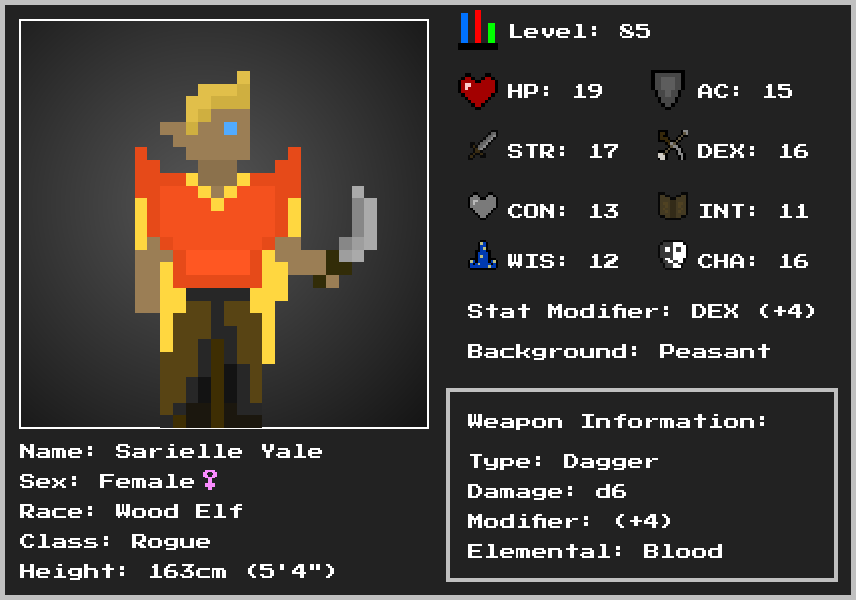 Level: 85
HP: 19
AC: 15
STR: 17
DEX: 16
CON: 13
INT: 11
WIS: 12
CHA: 16
Stat Modifier: DEX (+4)
Background: Peasant
Weapon Information:
Type: Dagger
Damage: d6
Modifier: (+4)
Elemental: Blood
Name: Sarielle Yale
Sex: Female♀
Race: Wood Elf
Class: Rogue
Height: 163cm (5'4")